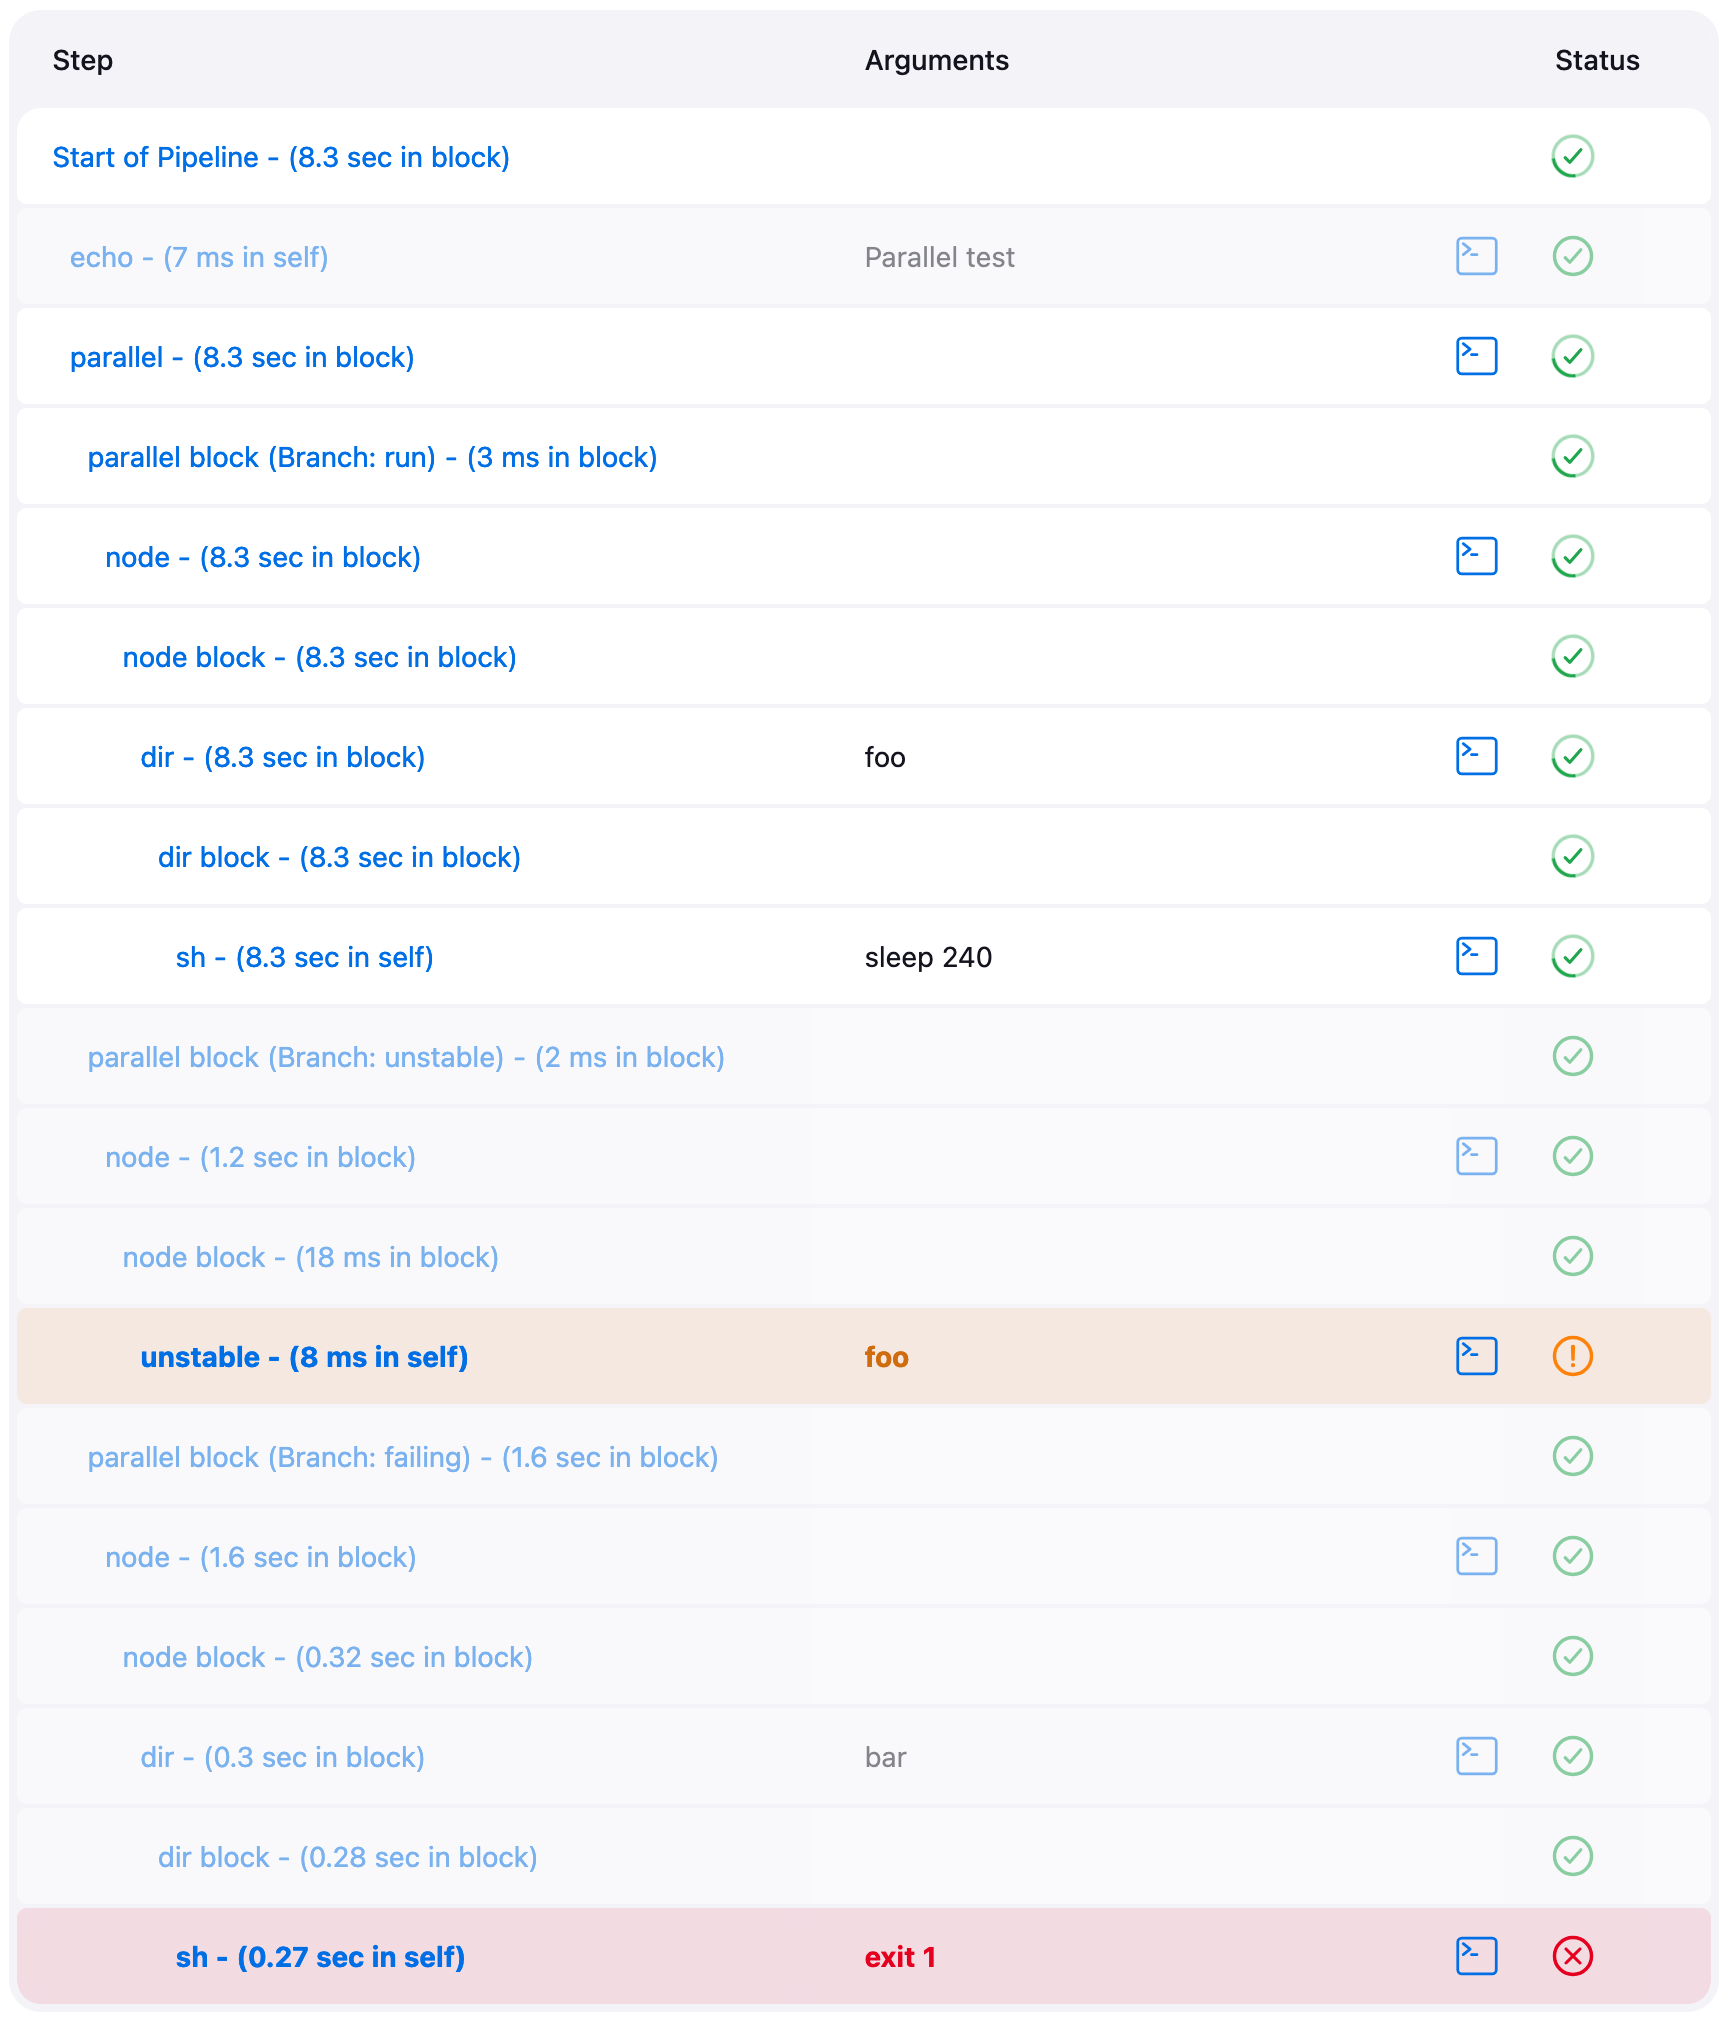 Step Arguments Status
Start of Pipeline - (8.3 sec in block)
echo - (7 ms in self) Parallel test
parallel - (8.3 sec in block)
parallel block (Branch: run) - (3 ms in block)
node - (8.3 sec in block)
node block - (8.3 sec in block)
dir - (8.3 sec in block) foo
dir block - (8.3 sec in block)
sh - (8.3 sec in self) sleep 240
parallel block (Branch: unstable) - (2 ms in block)
node - (1.2 sec in block)
node block - (18 ms in block)
unstable - (8 ms in self) foo
parallel block (Branch: failing) - (1.6 sec in block)
node - (1.6 sec in block)
node block - (0.32 sec in block)
dir - (0.3 sec in block) bar
dir block - (0.28 sec in block)
sh - (0.27 sec in self) exit 1